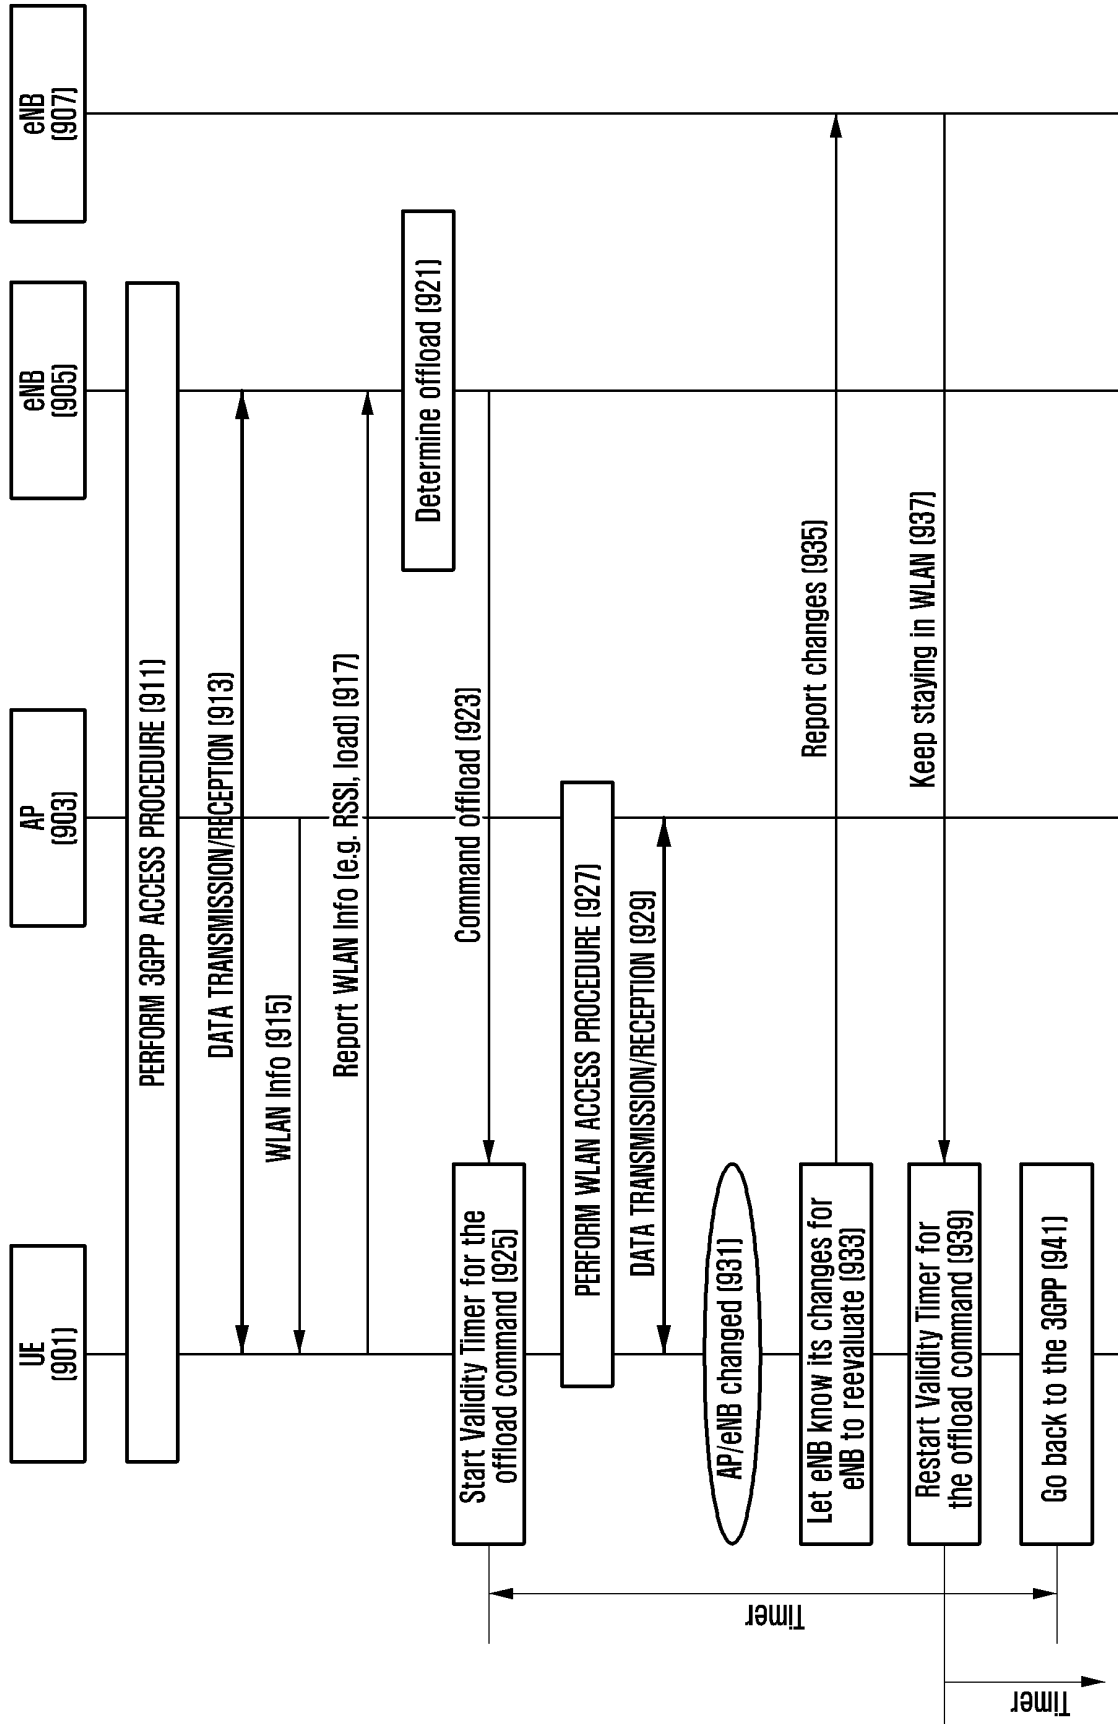 UE
(901)
AP
(903)
eNB
(905)
eNB
(907)
PERFORM 3GPP ACCESS PROCEDURE (911)
DATA TRANSMISSION/RECEPTION (913)
WLAN Info (915)
Report WLAN Info (e.g. RSSI, load) (917)
Determine offload (921)
Command offload (923)
Start Validity Timer for the
offload command (925)
PERFORM WLAN ACCESS PROCEDURE (927)
DATA TRANSMISSION/RECEPTION (929)
AP/eNB changed (931)
Let eNB know its changes for
eNB to reevaluate (933)
Report changes (935)
Keep staying in WLAN (937)
Restart Validity Timer for
the offload command (939)
Go back to the 3GPP (941)
Timer
Timer